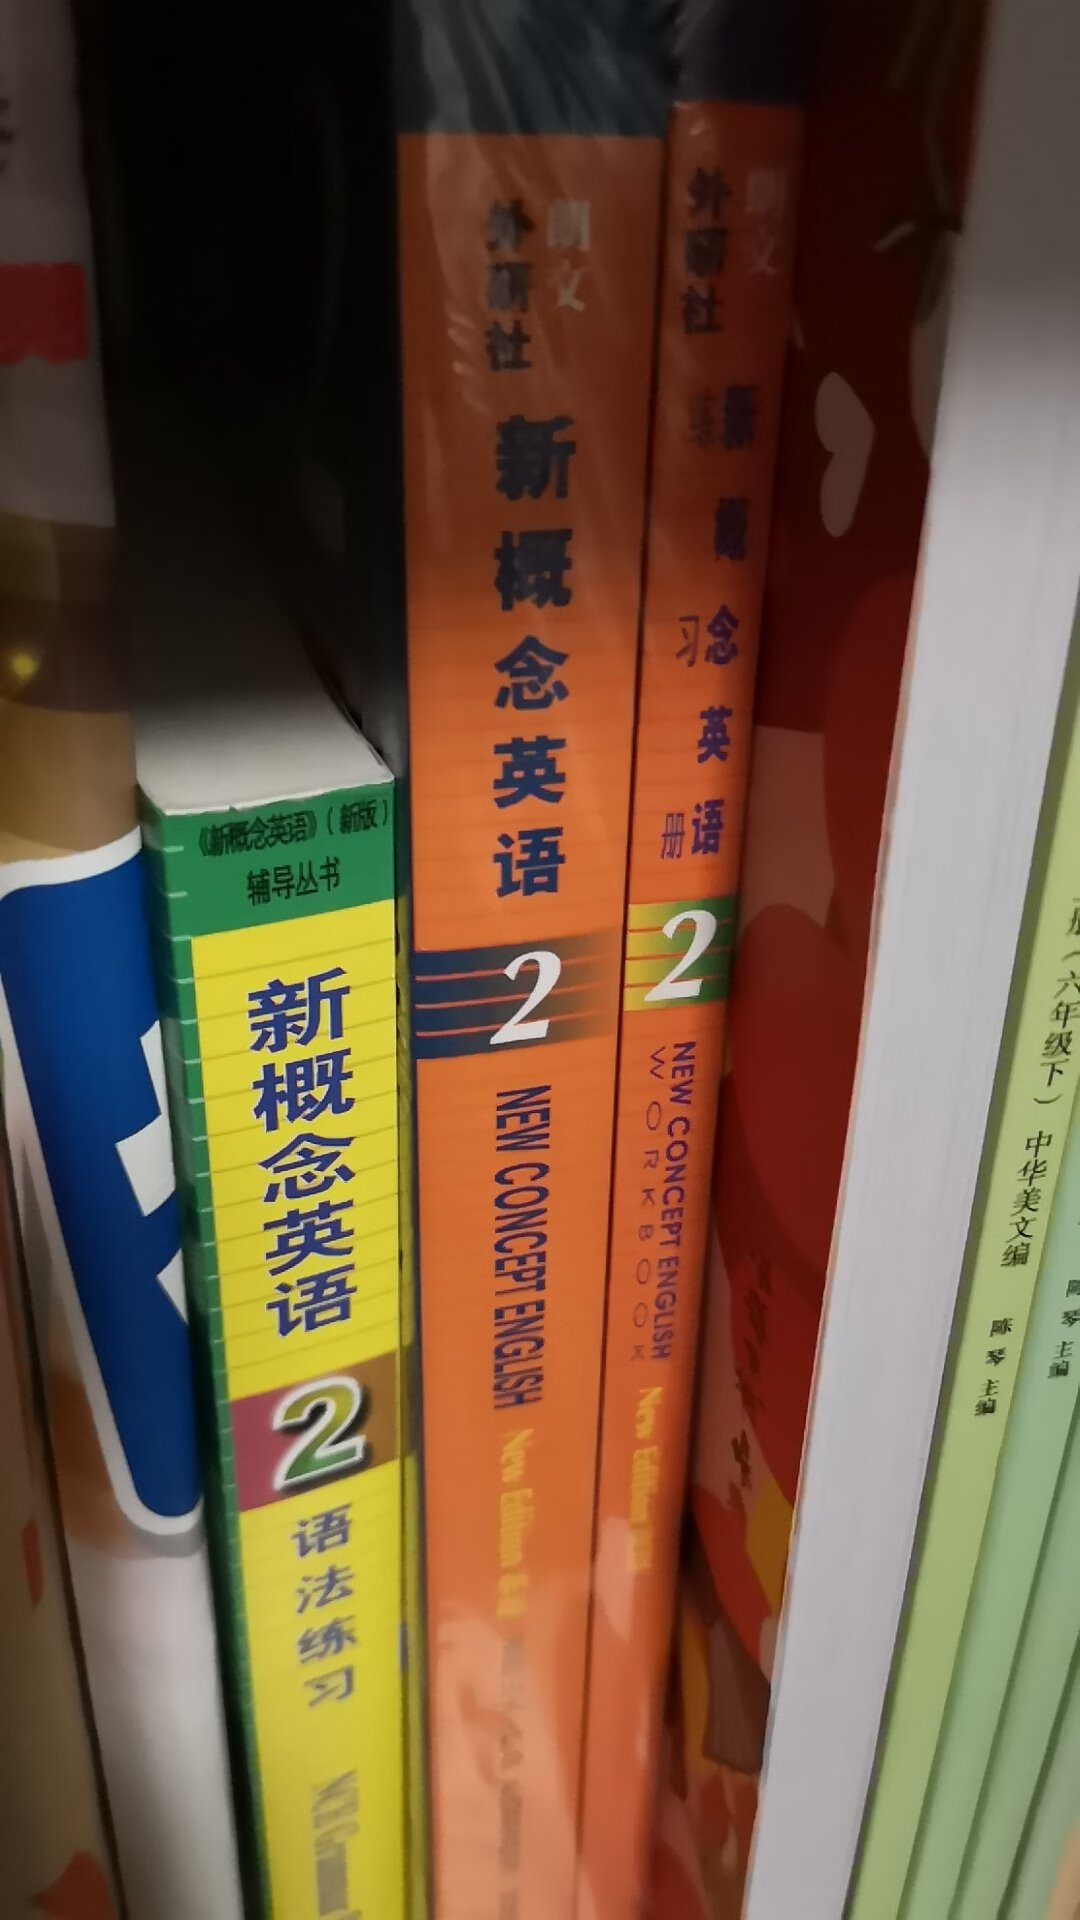 《新概念英语》（新版）
辅导丛书
新概念英语
2
语法练习
外研社
朗文
新概念英语
2
NEW CONCEPT ENGLISH
New Edition
外研社
朗文
新概念英语
练习册
2
NEW CONCEPT ENGLISH
WORKBOOK
New Edition
（六年级下）
中华美文编
陈琴 主编
陈琴 主编